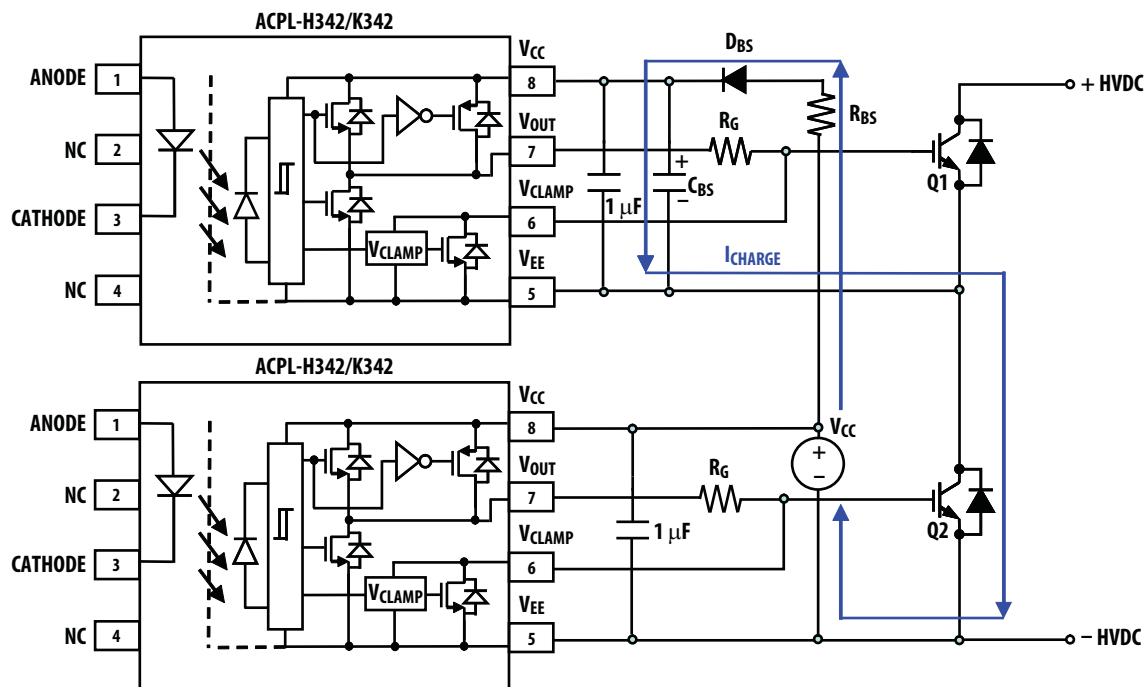 ACPL-H342/K342
ANODE 1
NC 2
CATHODE 3
NC 4
VCC
8
VOUT
7
VCLAMP
6
VEE
5
VCLAMP
DBS
RBS
RG
1 μF
+
CBS
−
ICHARGE
Q1
+ HVDC
ACPL-H342/K342
ANODE 1
NC 2
CATHODE 3
NC 4
VCC
8
VOUT
7
VCLAMP
6
VEE
5
VCLAMP
RG
1 μF
VCC
+
−
Q2
− HVDC